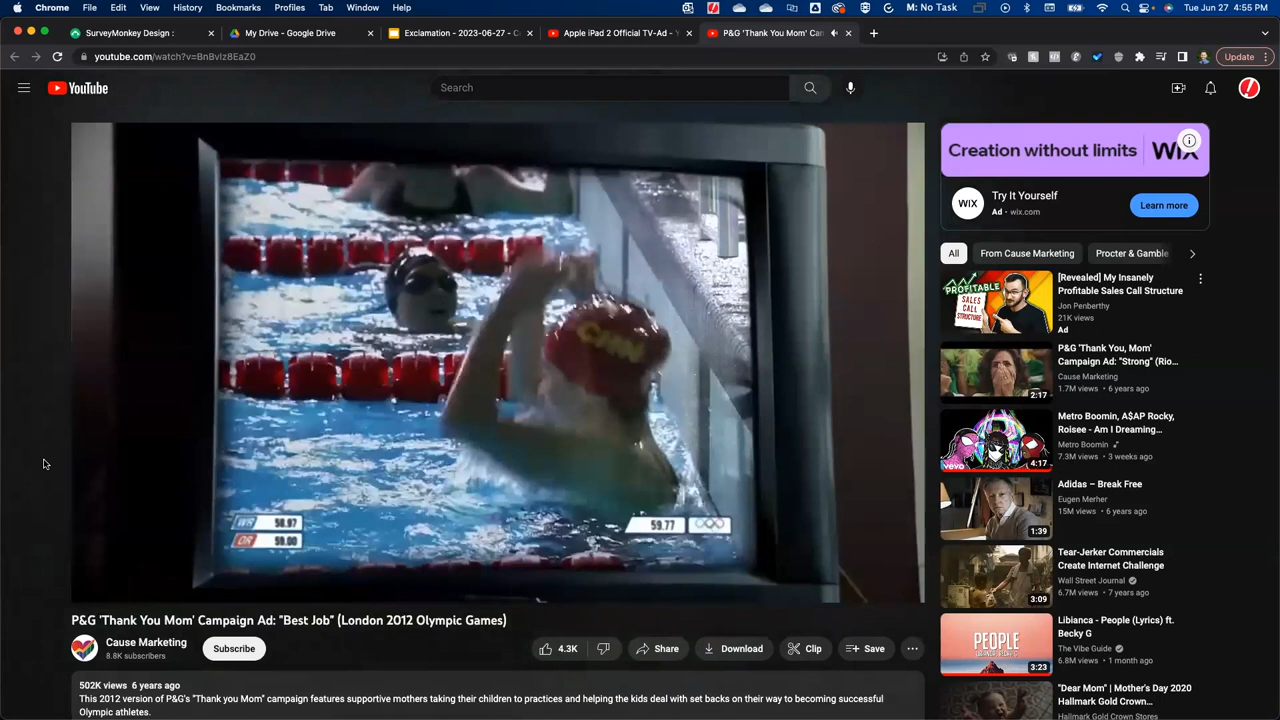 Chrome File Edit View History Bookmarks Profiles Tab Window Help
M: No Task
Tue Jun 27 4:55 PM
SurveyMonkey Design :
My Drive – Google Drive
Exclamation - 2023-06-27 - C
Apple iPad 2 Official TV-Ad - Y
P&G 'Thank You Mom' Can
youtube.com/watch?v=BnBvIz8EaZ0
Update
YouTube
Search
58.97
OR 59.00
59.77
P&G 'Thank You Mom' Campaign Ad: "Best Job" (London 2012 Olympic Games)
Cause Marketing
8.8K subscribers
Subscribe
4.3K
Share
Download
Clip
Save
502K views 6 years ago
This 2012 version of P&G's "Thank you Mom" campaign features supportive mothers taking their children to practices and helping the kids deal with set backs on their way to becoming successful
Olympic athletes.
Creation without limits WIX
WIX
Try It Yourself
Ad · wix.com
Learn more
All
From Cause Marketing
Procter & Gamble
PROFITABLE
SALES
CALL
STRUCTURE
[Revealed] My Insanely
Profitable Sales Call Structure
Jon Penberthy
21K views
Ad
2:17
P&G 'Thank You, Mom'
Campaign Ad: "Strong" (Rio...
Cause Marketing
1.7M views · 6 years ago
vevo
4:17
Metro Boomin, A$AP Rocky,
Roisee - Am I Dreaming...
Metro Boomin
7.3M views · 3 weeks ago
1:39
Adidas – Break Free
Eugen Merher
15M views · 6 years ago
3:09
Tear-Jerker Commercials
Create Internet Challenge
Wall Street Journal
6.7M views · 7 years ago
PEOPLE
3:23
Libianca - People (Lyrics) ft.
Becky G
The Vibe Guide
6.8M views · 1 month ago
"Dear Mom" | Mother's Day 2020
Hallmark Gold Crown...
Hallmark Gold Crown Stores